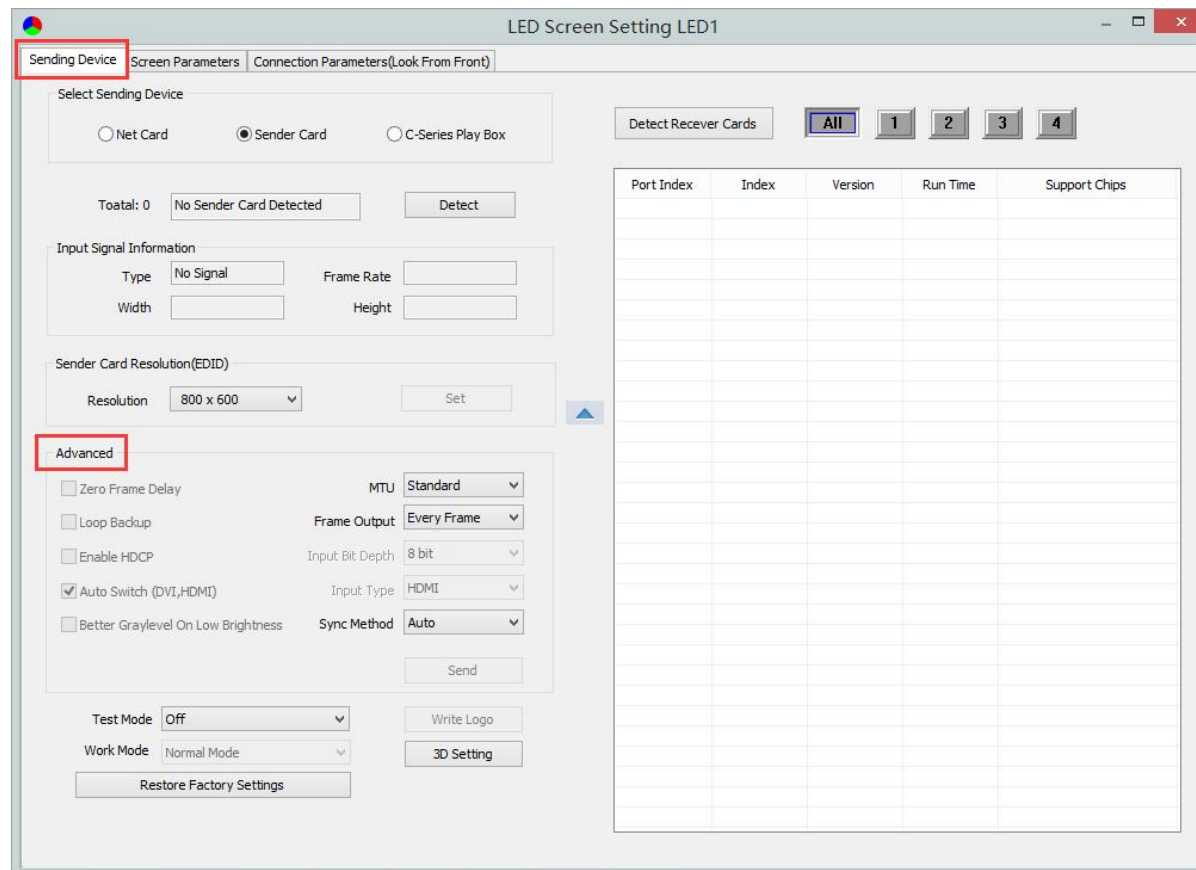 LED Screen Setting LED1
Sending Device Screen Parameters Connection Parameters(Look From Front)
Select Sending Device
Net Card Sender Card C-Series Play Box
Toatal: 0 No Sender Card Detected Detect
Input Signal Information
Type No Signal Frame Rate
Width Height
Sender Card Resolution(EDID)
Resolution 800 x 600 Set
Advanced
Zero Frame Delay MTU Standard
Loop Backup Frame Output Every Frame
Enable HDCP Input Bit Depth 8 bit
Auto Switch (DVI,HDMI) Input Type HDMI
Better Graylevel On Low Brightness Sync Method Auto
Send
Test Mode Off Write Logo
Work Mode Normal Mode 3D Setting
Restore Factory Settings
Detect Recever Cards All 1 2 3 4
Port Index Index Version Run Time Support Chips